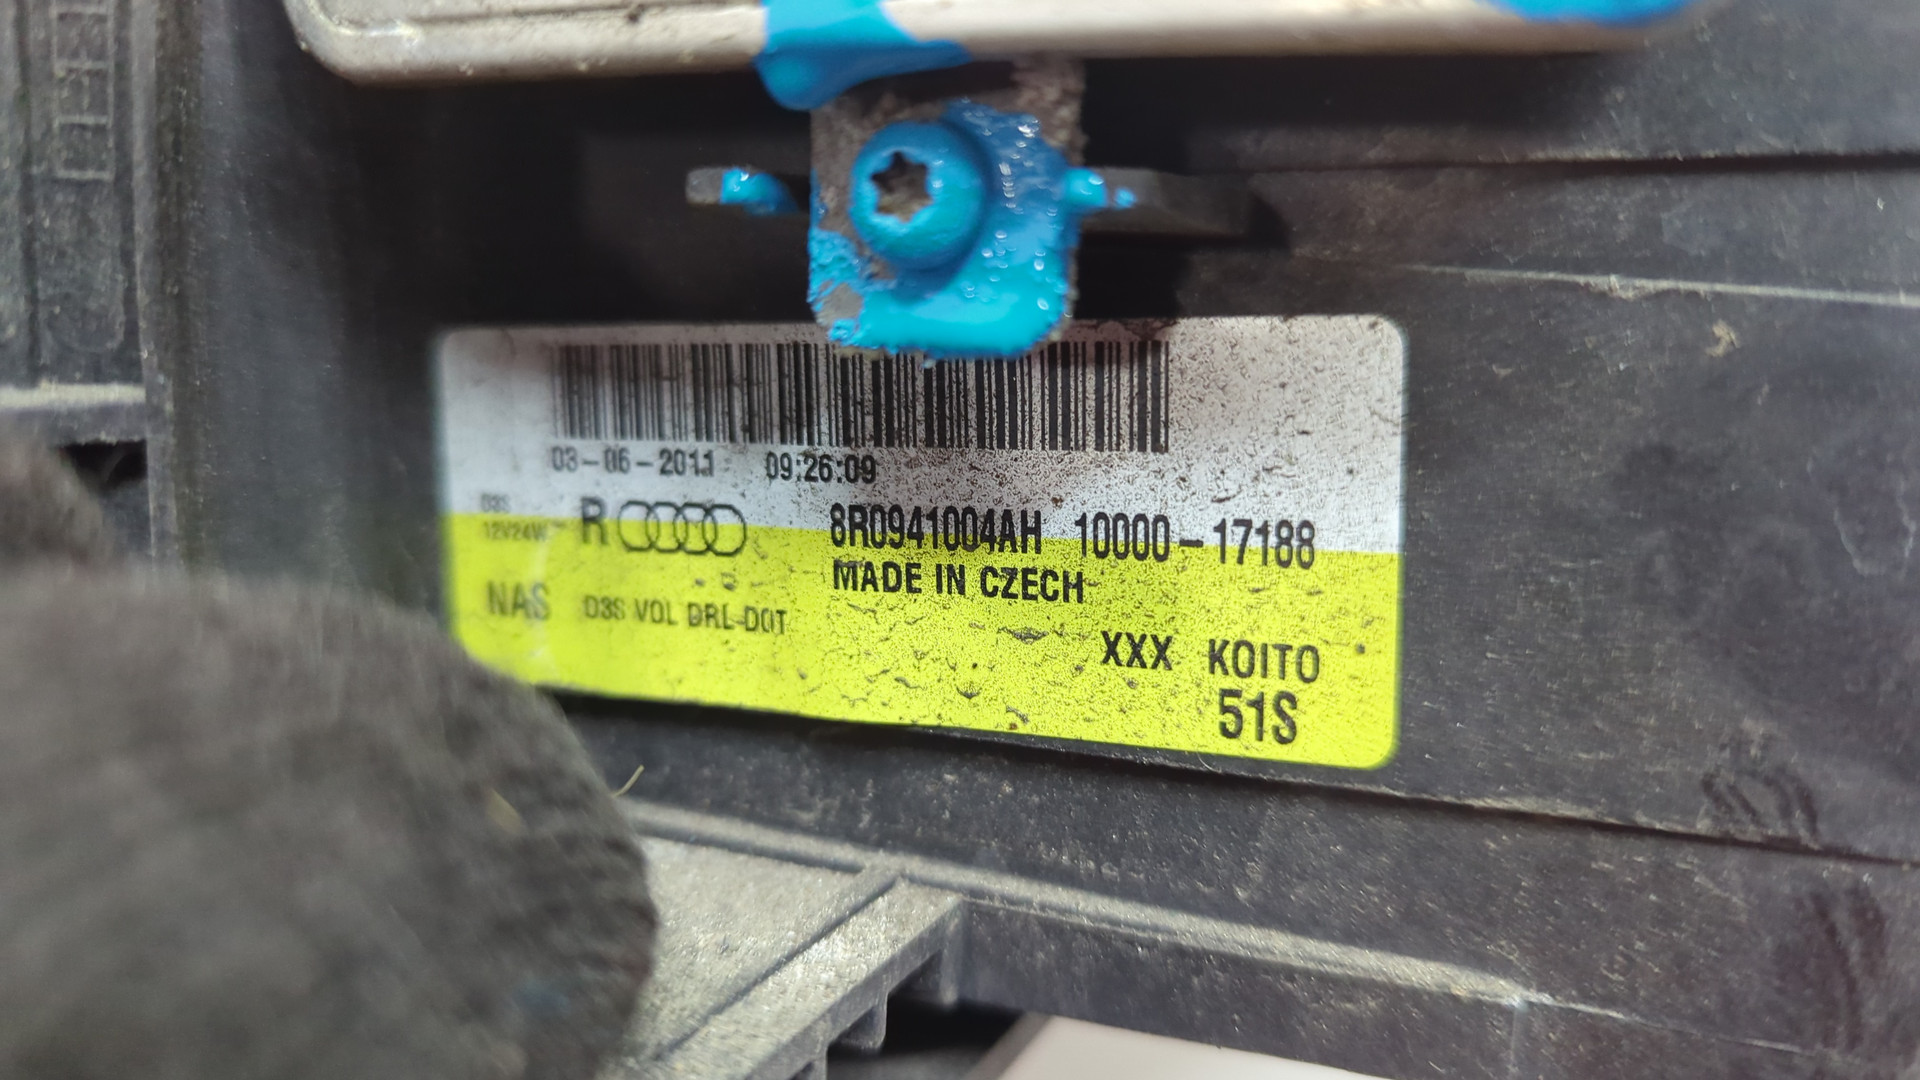 03-06-2011 09:26:09
D3S
12V24W
R 8R0941004AH 10000-17188
MADE IN CZECH
NAS D3S VOL DRL-DOT
XXX KOITO
51S